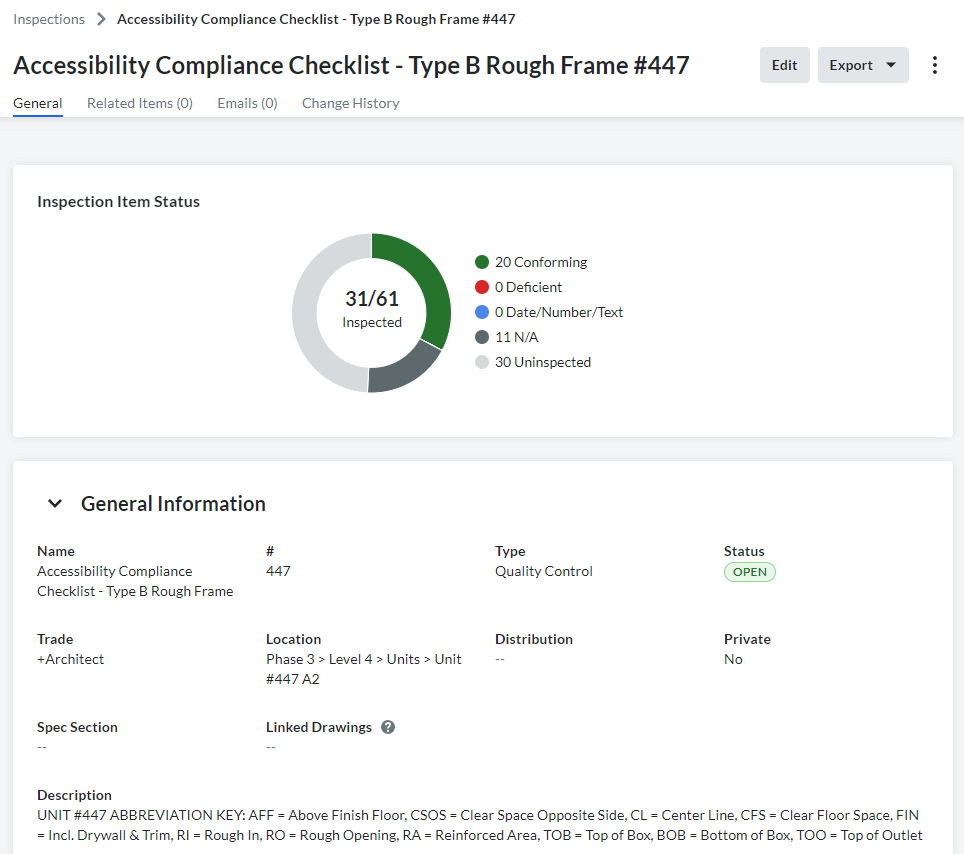 Inspections > Accessibility Compliance Checklist - Type B Rough Frame #447
Accessibility Compliance Checklist - Type B Rough Frame #447
Edit
Export
General
Related Items (0)
Emails (0)
Change History
Inspection Item Status
31/61
Inspected
20 Conforming
0 Deficient
0 Date/Number/Text
11 N/A
30 Uninspected
General Information
Name
Accessibility Compliance
Checklist - Type B Rough Frame
#
447
Type
Quality Control
Status
OPEN
Trade
+Architect
Location
Phase 3 > Level 4 > Units > Unit
#447 A2
Distribution
--
Private
No
Spec Section
--
Linked Drawings ?
--
Description
UNIT #447 ABBREVIATION KEY: AFF = Above Finish Floor, CSOS = Clear Space Opposite Side, CL = Center Line, CFS = Clear Floor Space, FIN
= Incl. Drywall & Trim, RI = Rough In, RO = Rough Opening, RA = Reinforced Area, TOB = Top of Box, BOB = Bottom of Box, TOO = Top of Outlet